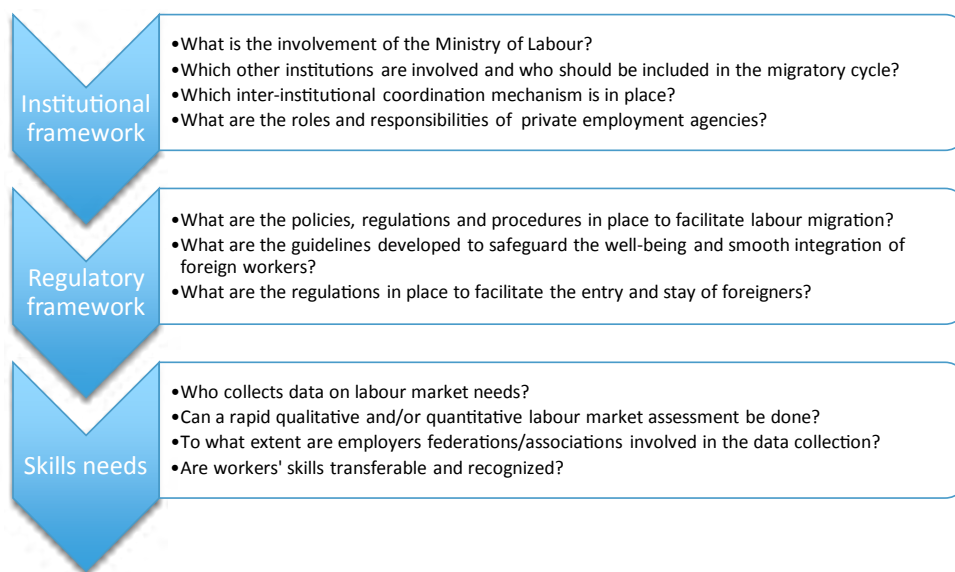 Institutional
framework
•What is the involvement of the Ministry of Labour?
•Which other institutions are involved and who should be included in the migratory cycle?
•Which inter-institutional coordination mechanism is in place?
•What are the roles and responsibilities of private employment agencies?
Regulatory
framework
•What are the policies, regulations and procedures in place to facilitate labour migration?
•What are the guidelines developed to safeguard the well-being and smooth integration of
foreign workers?
•What are the regulations in place to facilitate the entry and stay of foreigners?
Skills needs
•Who collects data on labour market needs?
•Can a rapid qualitative and/or quantitative labour market assessment be done?
•To what extent are employers federations/associations involved in the data collection?
•Are workers' skills transferable and recognized?